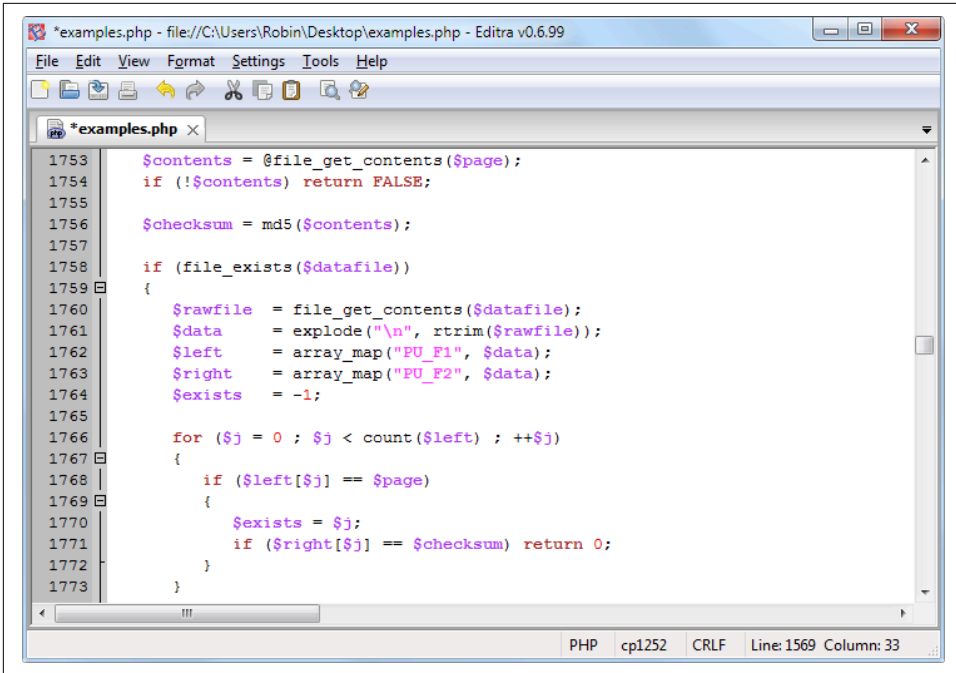 *examples.php - file://C:\Users\Robin\Desktop\examples.php - Editra v0.6.99
File Edit View Format Settings Tools Help
*examples.php
1753 $contents = @file_get_contents($page);
1754 if (!$contents) return FALSE;
1755
1756 $checksum = md5($contents);
1757
1758 if (file_exists($datafile))
1759 {
1760 $rawfile = file_get_contents($datafile);
1761 $data = explode("\n", rtrim($rawfile));
1762 $left = array_map("PU_F1", $data);
1763 $right = array_map("PU_F2", $data);
1764 $exists = -1;
1765
1766 for ($j = 0 ; $j < count($left) ; ++$j)
1767 {
1768 if ($left[$j] == $page)
1769 {
1770 $exists = $j;
1771 if ($right[$j] == $checksum) return 0;
1772 }
1773 }
PHP cp1252 CRLF Line: 1569 Column: 33